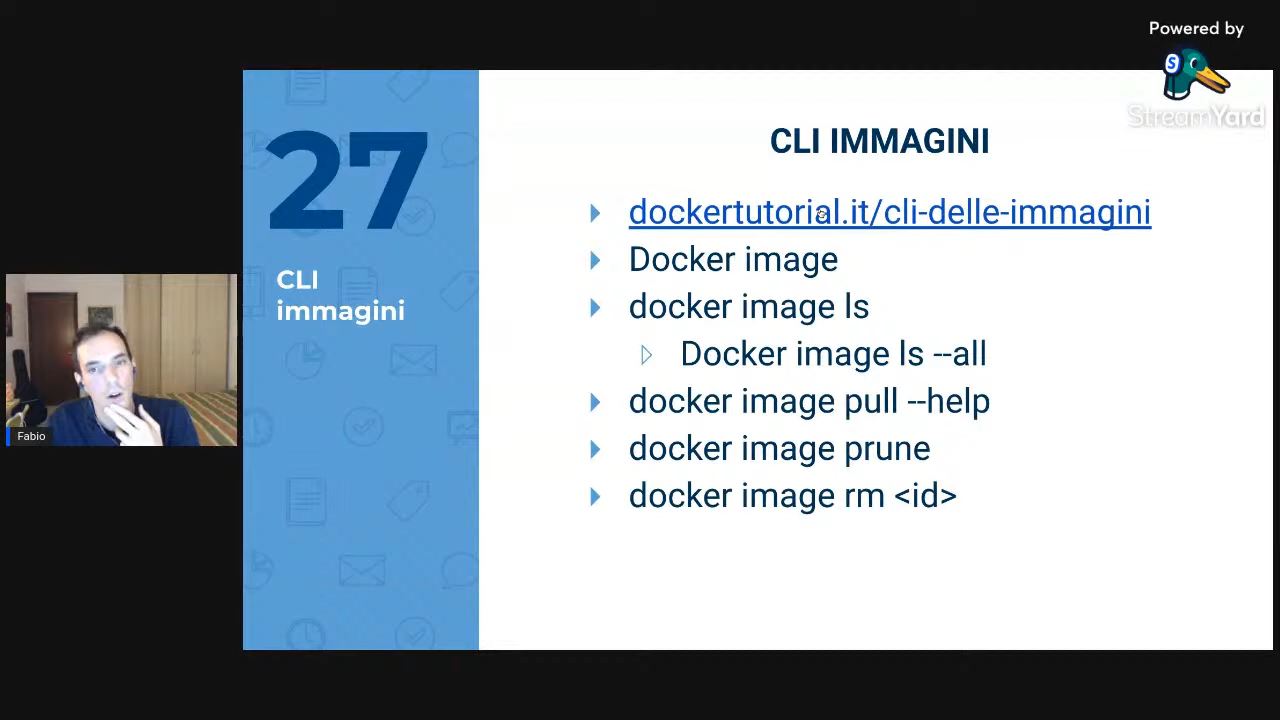 Powered by
StreamYard
27
CLI
immagini
CLI IMMAGINI
dockertutorial.it/cli-delle-immagini
Docker image
docker image ls
Docker image ls --all
docker image pull --help
docker image prune
docker image rm <id>
Fabio